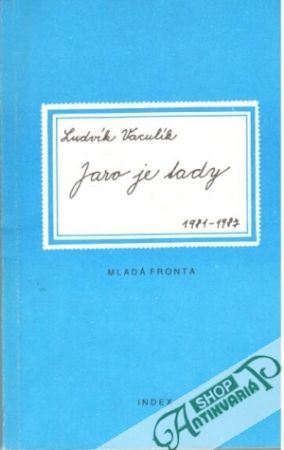 Ludvík Vaculík
Jaro je tady
1981-1987
MLADÁ FRONTA
INDEX
SHOP
AntikvariáT